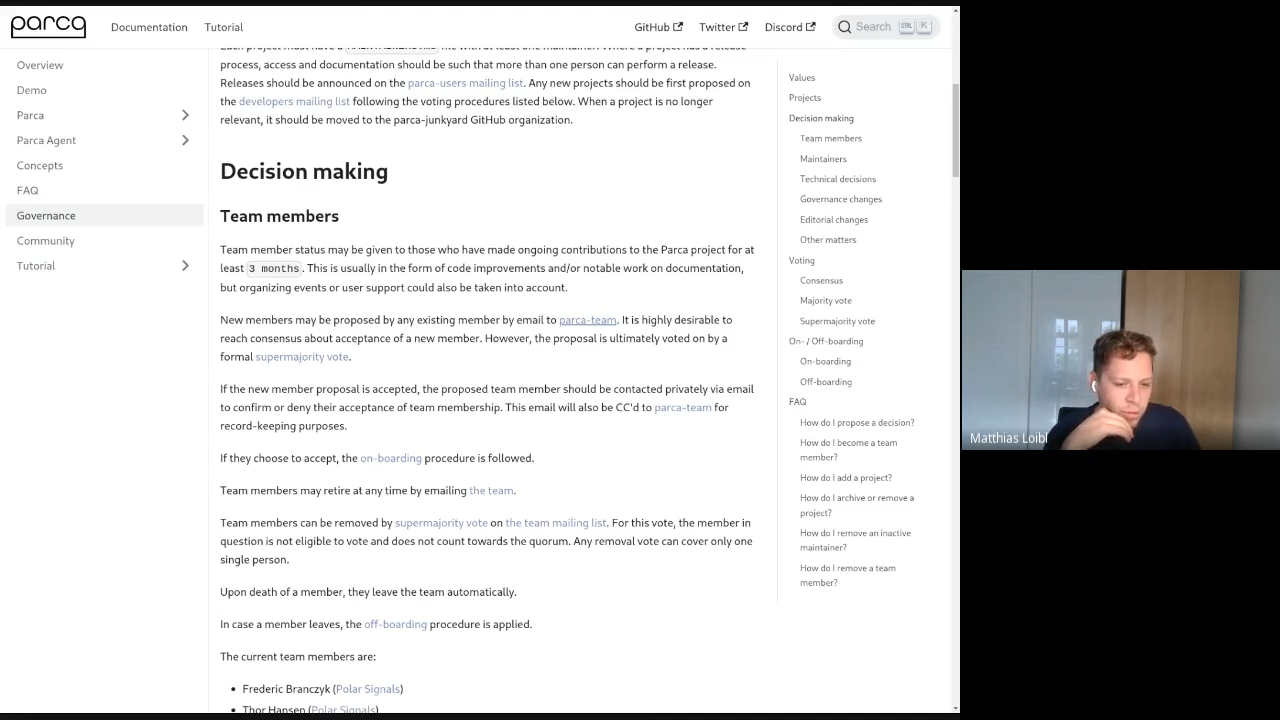 parca
Documentation
Tutorial
GitHub
Twitter
Discord
Search
CTRL
K
Overview
Demo
Parca
Parca Agent
Concepts
FAQ
Governance
Community
Tutorial
process, access and documentation should be such that more than one person can perform a release.
Releases should be announced on the parca-users mailing list. Any new projects should be first proposed on
the developers mailing list following the voting procedures listed below. When a project is no longer
relevant, it should be moved to the parca-junkyard GitHub organization.
Decision making
Team members
Team member status may be given to those who have made ongoing contributions to the Parca project for at
least 3 months. This is usually in the form of code improvements and/or notable work on documentation,
but organizing events or user support could also be taken into account.
New members may be proposed by any existing member by email to parca-team. It is highly desirable to
reach consensus about acceptance of a new member. However, the proposal is ultimately voted on by a
formal supermajority vote.
If the new member proposal is accepted, the proposed team member should be contacted privately via email
to confirm or deny their acceptance of team membership. This email will also be CC'd to parca-team for
record-keeping purposes.
If they choose to accept, the on-boarding procedure is followed.
Team members may retire at any time by emailing the team.
Team members can be removed by supermajority vote on the team mailing list. For this vote, the member in
question is not eligible to vote and does not count towards the quorum. Any removal vote can cover only one
single person.
Upon death of a member, they leave the team automatically.
In case a member leaves, the off-boarding procedure is applied.
The current team members are:
Frederic Branczyk (Polar Signals)
Thor Hansen (Polar Signals)
Values
Projects
Decision making
Team members
Maintainers
Technical decisions
Governance changes
Editorial changes
Other matters
Voting
Consensus
Majority vote
Supermajority vote
On- / Off-boarding
On-boarding
Off-boarding
FAQ
How do I propose a decision?
How do I become a team
member?
How do I add a project?
How do I archive or remove a
project?
How do I remove an inactive
maintainer?
How do I remove a team
member?
Matthias Loibl